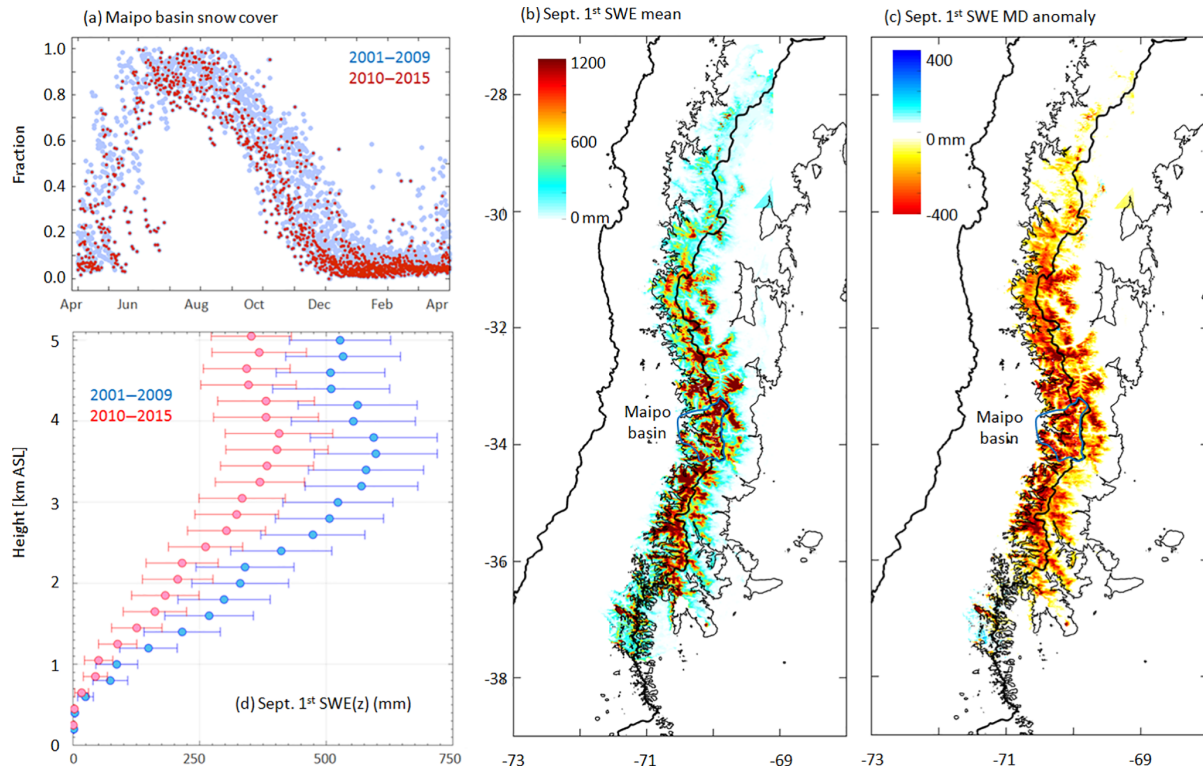 (a) Maipo basin snow cover
2001–2009
2010–2015
Fraction
1.0
0.8
0.6
0.4
0.2
0.0
Apr
Jun
Aug
Oct
Dec
Feb
Apr
2001–2009
2010–2015
Height [km ASL]
5
4
3
2
1
0
(d) Sept. 1st SWE(z) (mm)
0
250
500
750
(b) Sept. 1st SWE mean
1200
600
0 mm
-28
-30
-32
-34
-36
-38
Maipo
basin
-73
-71
-69
(c) Sept. 1st SWE MD anomaly
400
0 mm
-400
Maipo
basin
-73
-71
-69